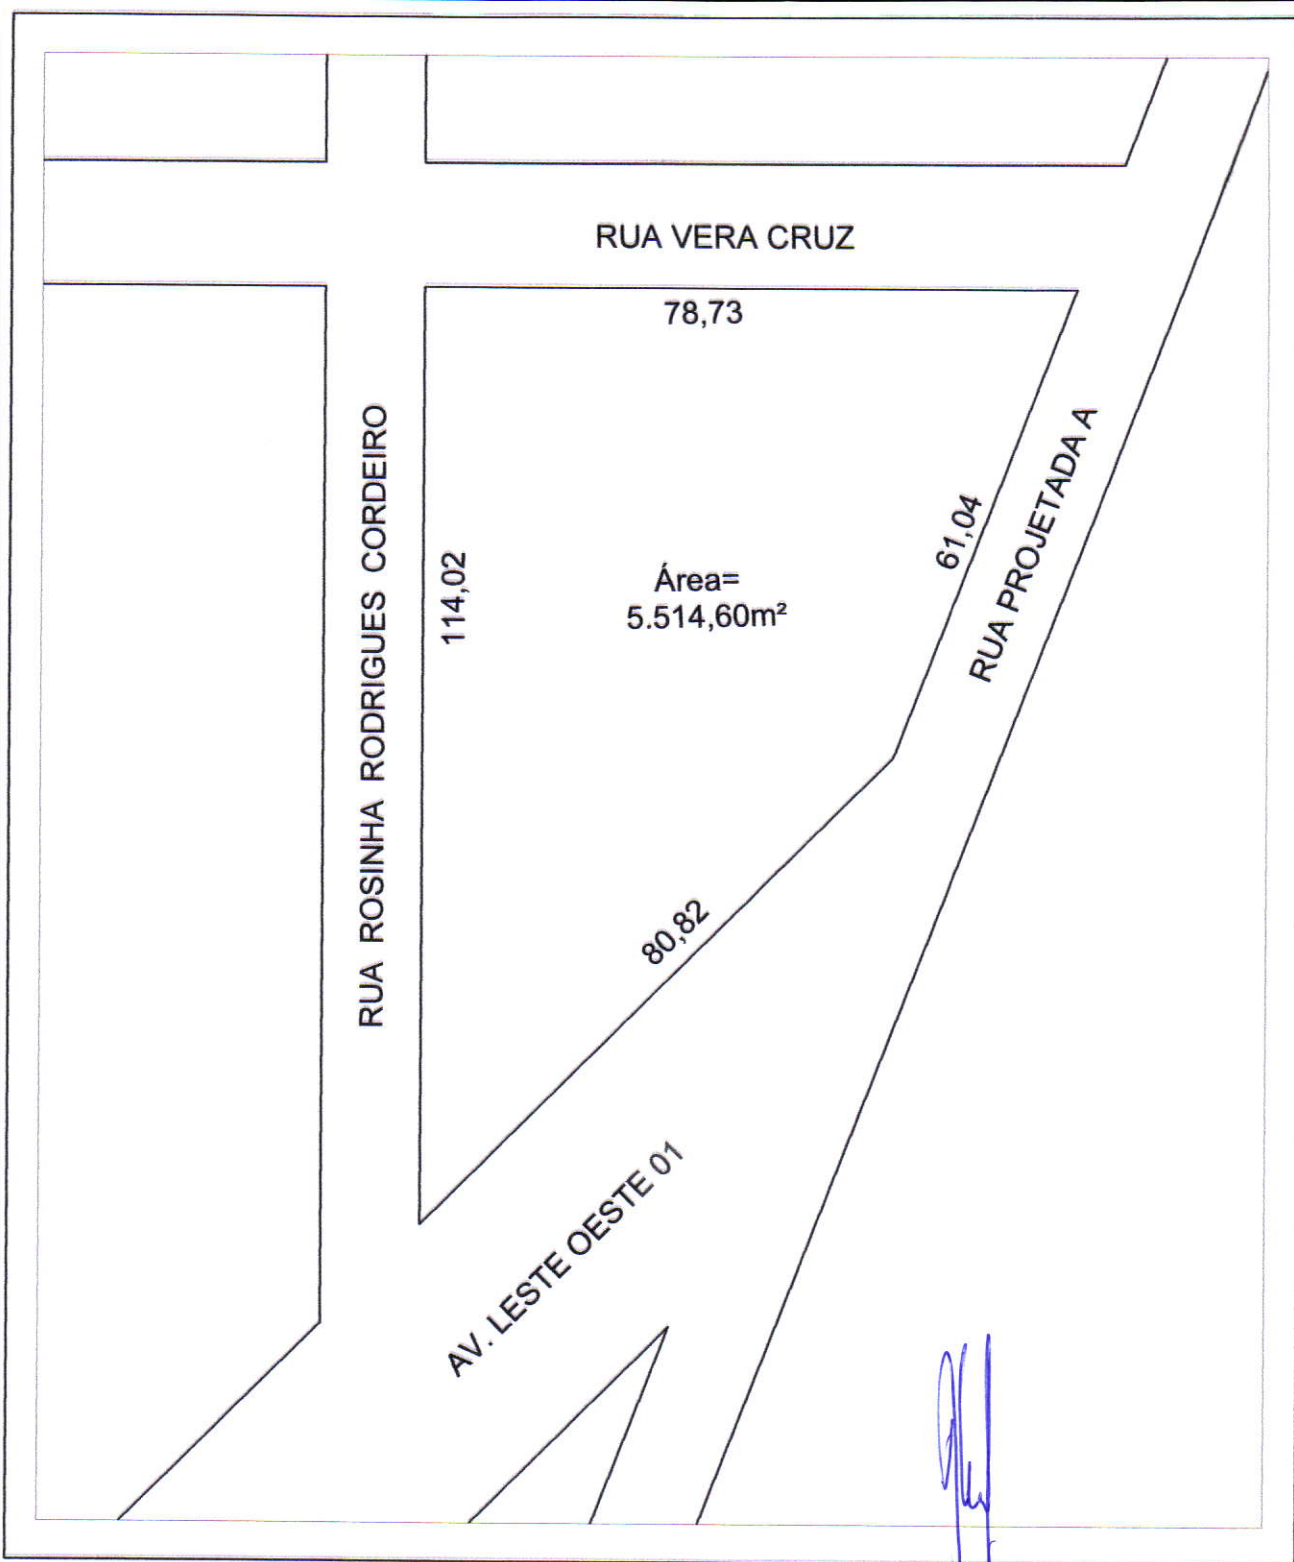 RUA VERA CRUZ
78,73
RUA ROSINHA RODRIGUES CORDEIRO
114,02
Área=
5.514,60m²
61,04
RUA PROJETADA A
80,82
AV. LESTE OESTE 01